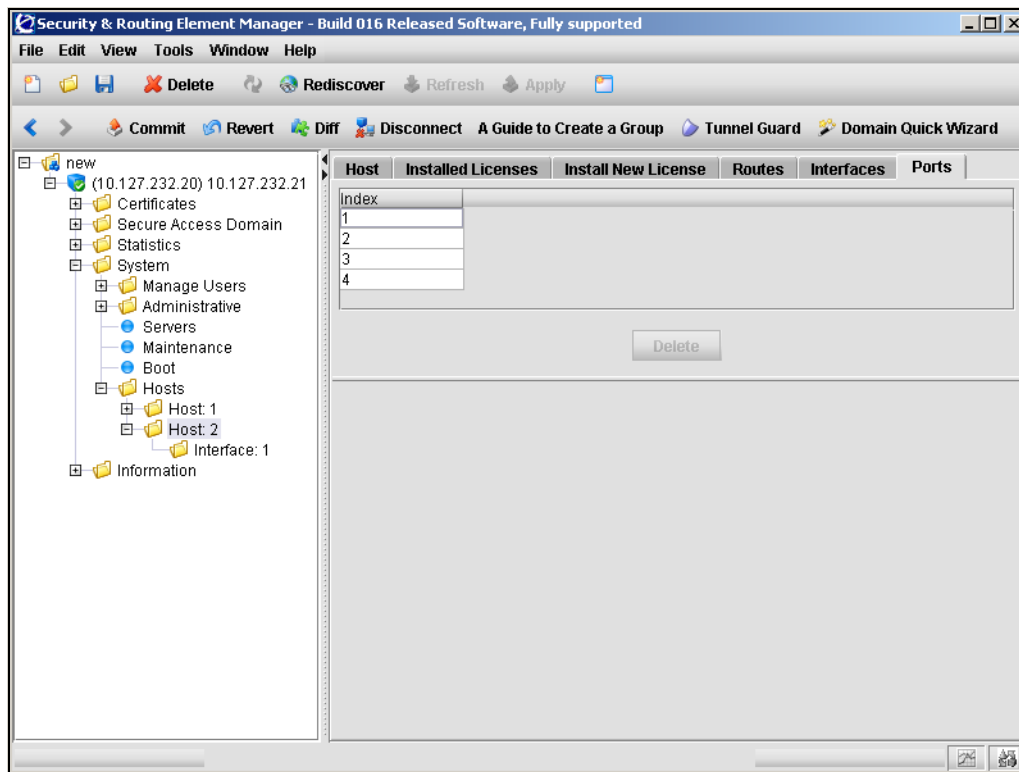 Security & Routing Element Manager - Build 016 Released Software, Fully supported
File Edit View Tools Window Help
Delete Rediscover Refresh Apply
Commit Revert Diff Disconnect A Guide to Create a Group Tunnel Guard Domain Quick Wizard
new
(10.127.232.20) 10.127.232.21
Certificates
Secure Access Domain
Statistics
System
Manage Users
Administrative
Servers
Maintenance
Boot
Hosts
Host: 1
Host: 2
Interface: 1
Information
Host Installed Licenses Install New License Routes Interfaces Ports
Index
1
2
3
4
Delete